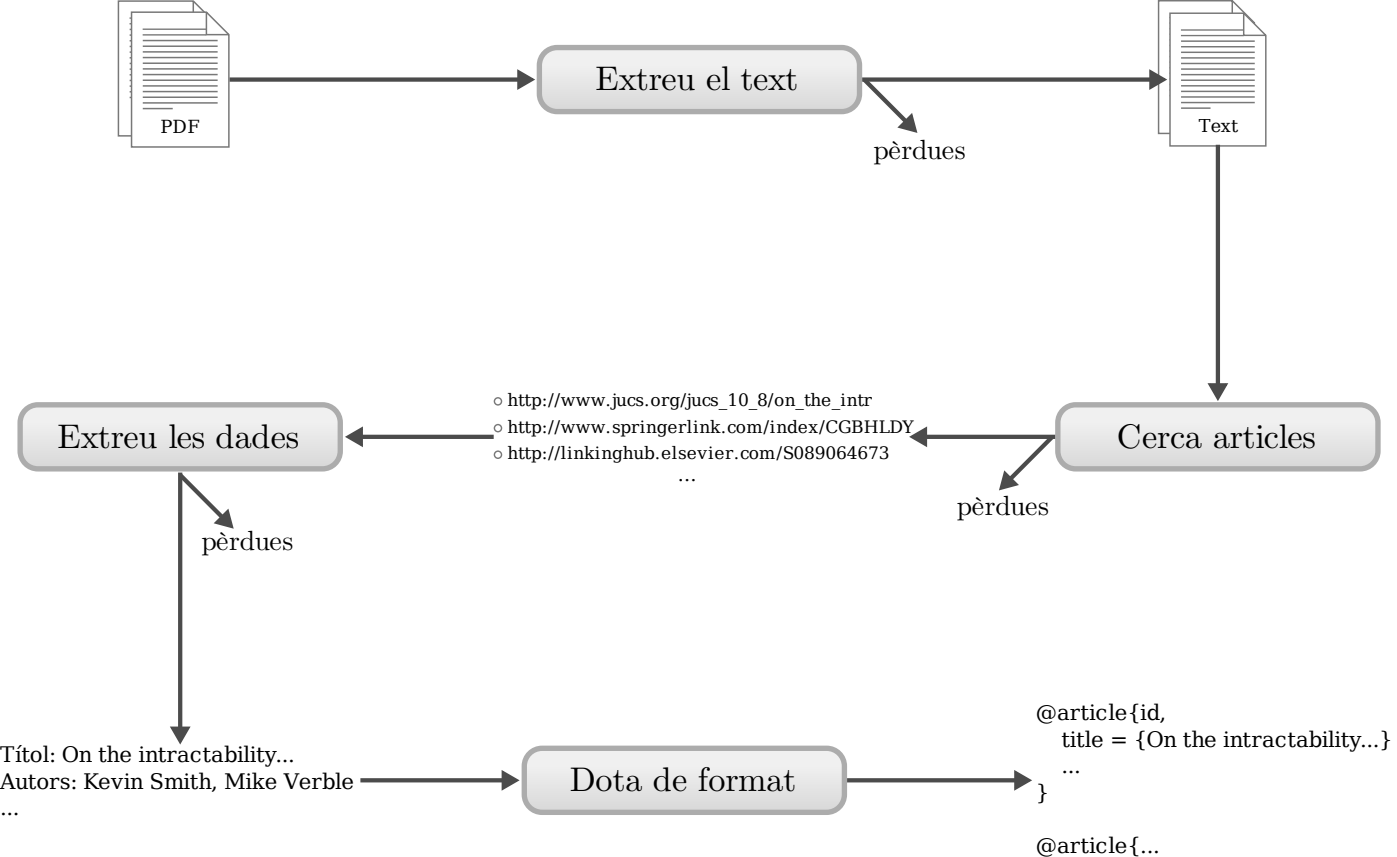 PDF
Extreu el text
pèrdues
Text
Cerca articles
pèrdues
http://www.jucs.org/jucs_10_8/on_the_intr
http://www.springerlink.com/index/CGBHLDY
http://linkinghub.elsevier.com/S089064673
...
Extreu les dades
pèrdues
Títol: On the intractability...
Autors: Kevin Smith, Mike Verble
...
Dota de format
@article{id,
title = {On the intractability...}
...
}
@article{...